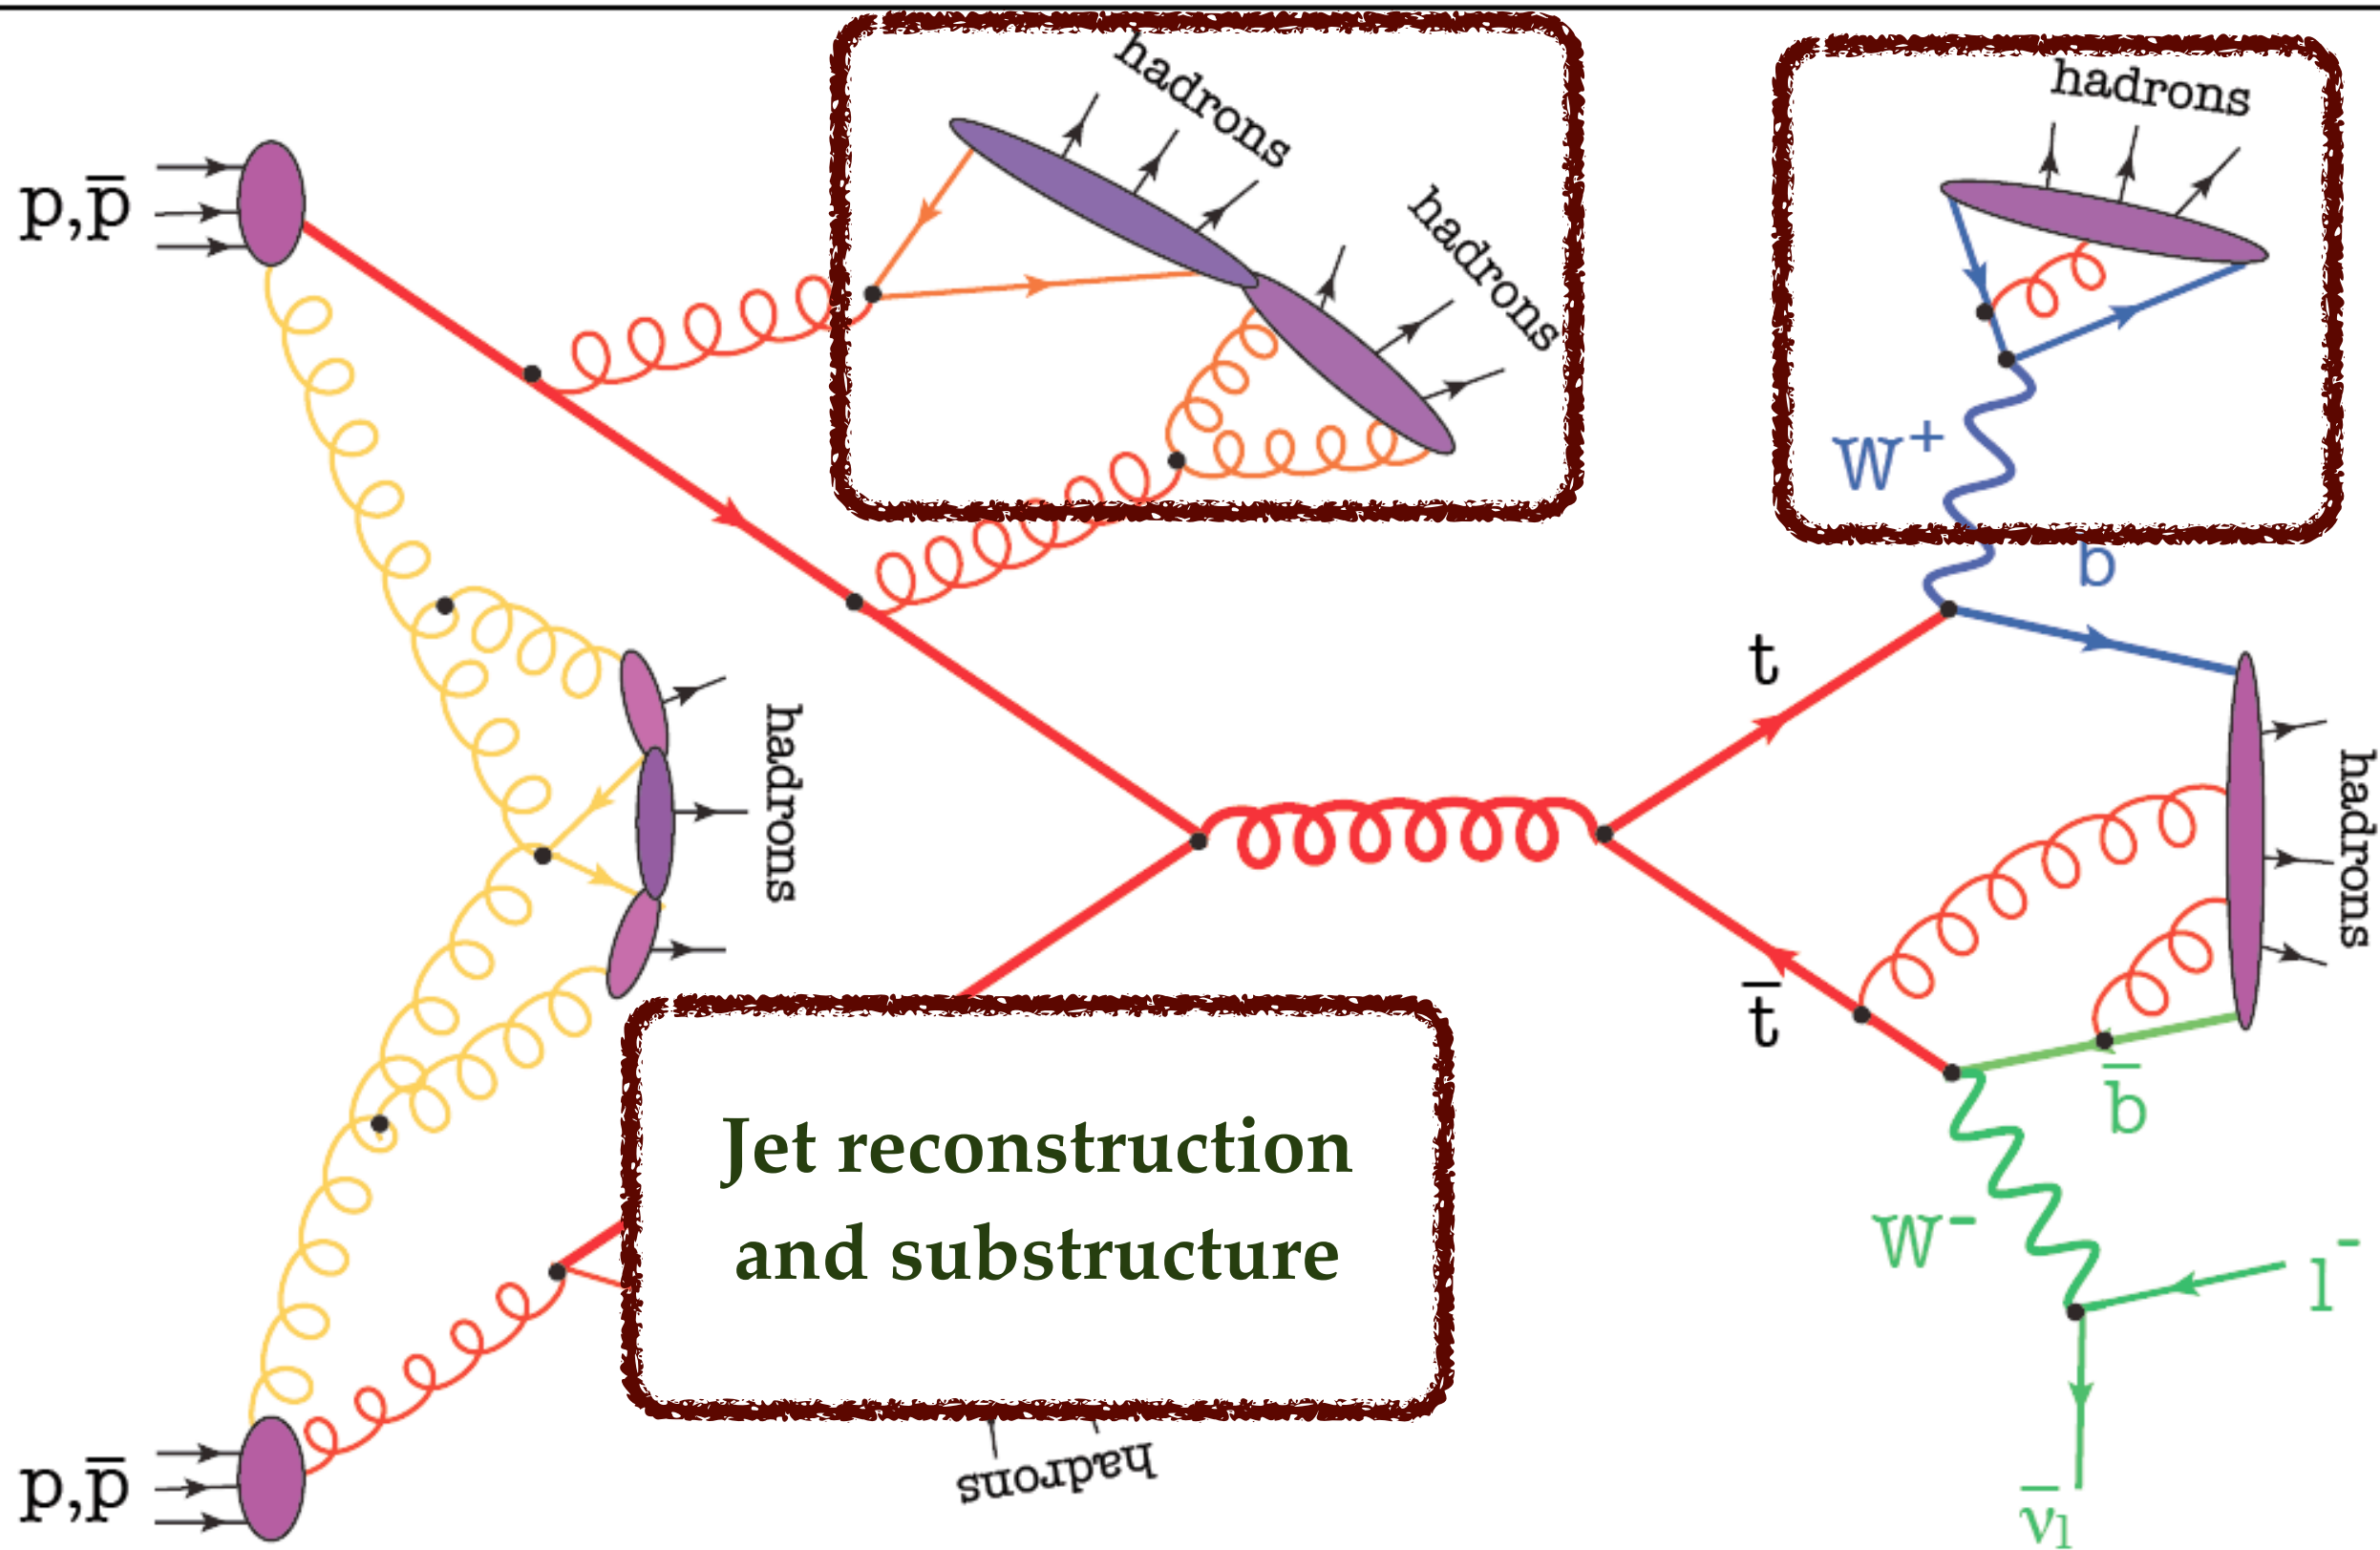 hadrons
hadrons
hadrons
p,p̅
W⁺
b
t
hadrons
hadrons
t̅
b̅
Jet reconstruction
and substructure
W⁻
l⁻
hadrons
p,p̅
ν̅ₗ